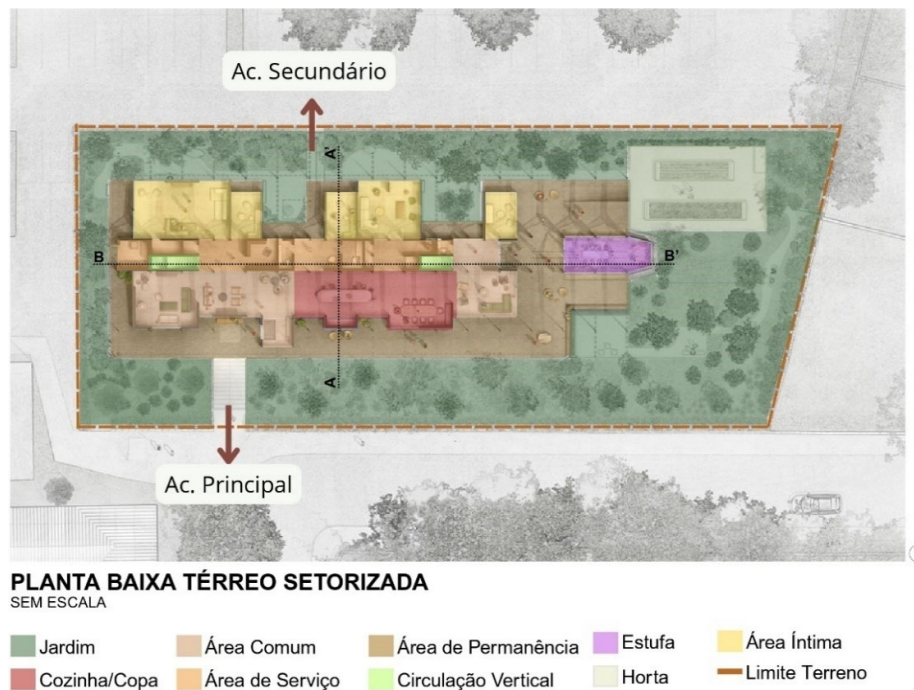 Ac. Secundário
A'
B
B'
A
Ac. Principal
PLANTA BAIXA TÉRREO SETORIZADA
SEM ESCALA
Jardim
Área Comum
Área de Permanência
Estufa
Área Íntima
Cozinha/Copa
Área de Serviço
Circulação Vertical
Horta
Limite Terreno